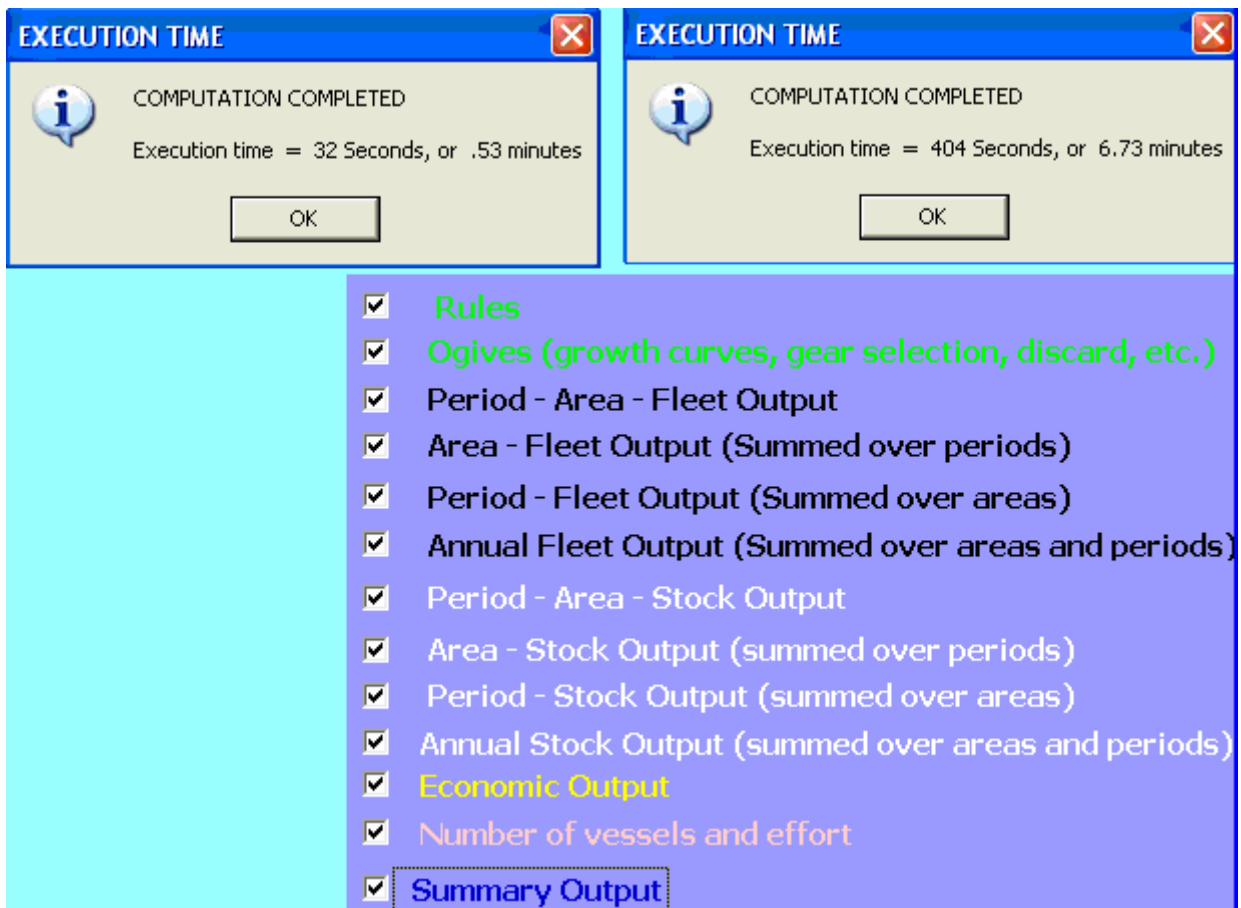 EXECUTION TIME
COMPUTATION COMPLETED
Execution time = 32 Seconds, or .53 minutes
OK
EXECUTION TIME
COMPUTATION COMPLETED
Execution time = 404 Seconds, or 6.73 minutes
OK
Rules
Ogives (growth curves, gear selection, discard, etc.)
Period - Area - Fleet Output
Area - Fleet Output (Summed over periods)
Period - Fleet Output (Summed over areas)
Annual Fleet Output (Summed over areas and periods)
Period - Area - Stock Output
Area - Stock Output (summed over periods)
Period - Stock Output (summed over areas)
Annual Stock Output (summed over areas and periods)
Economic Output
Number of vessels and effort
Summary Output